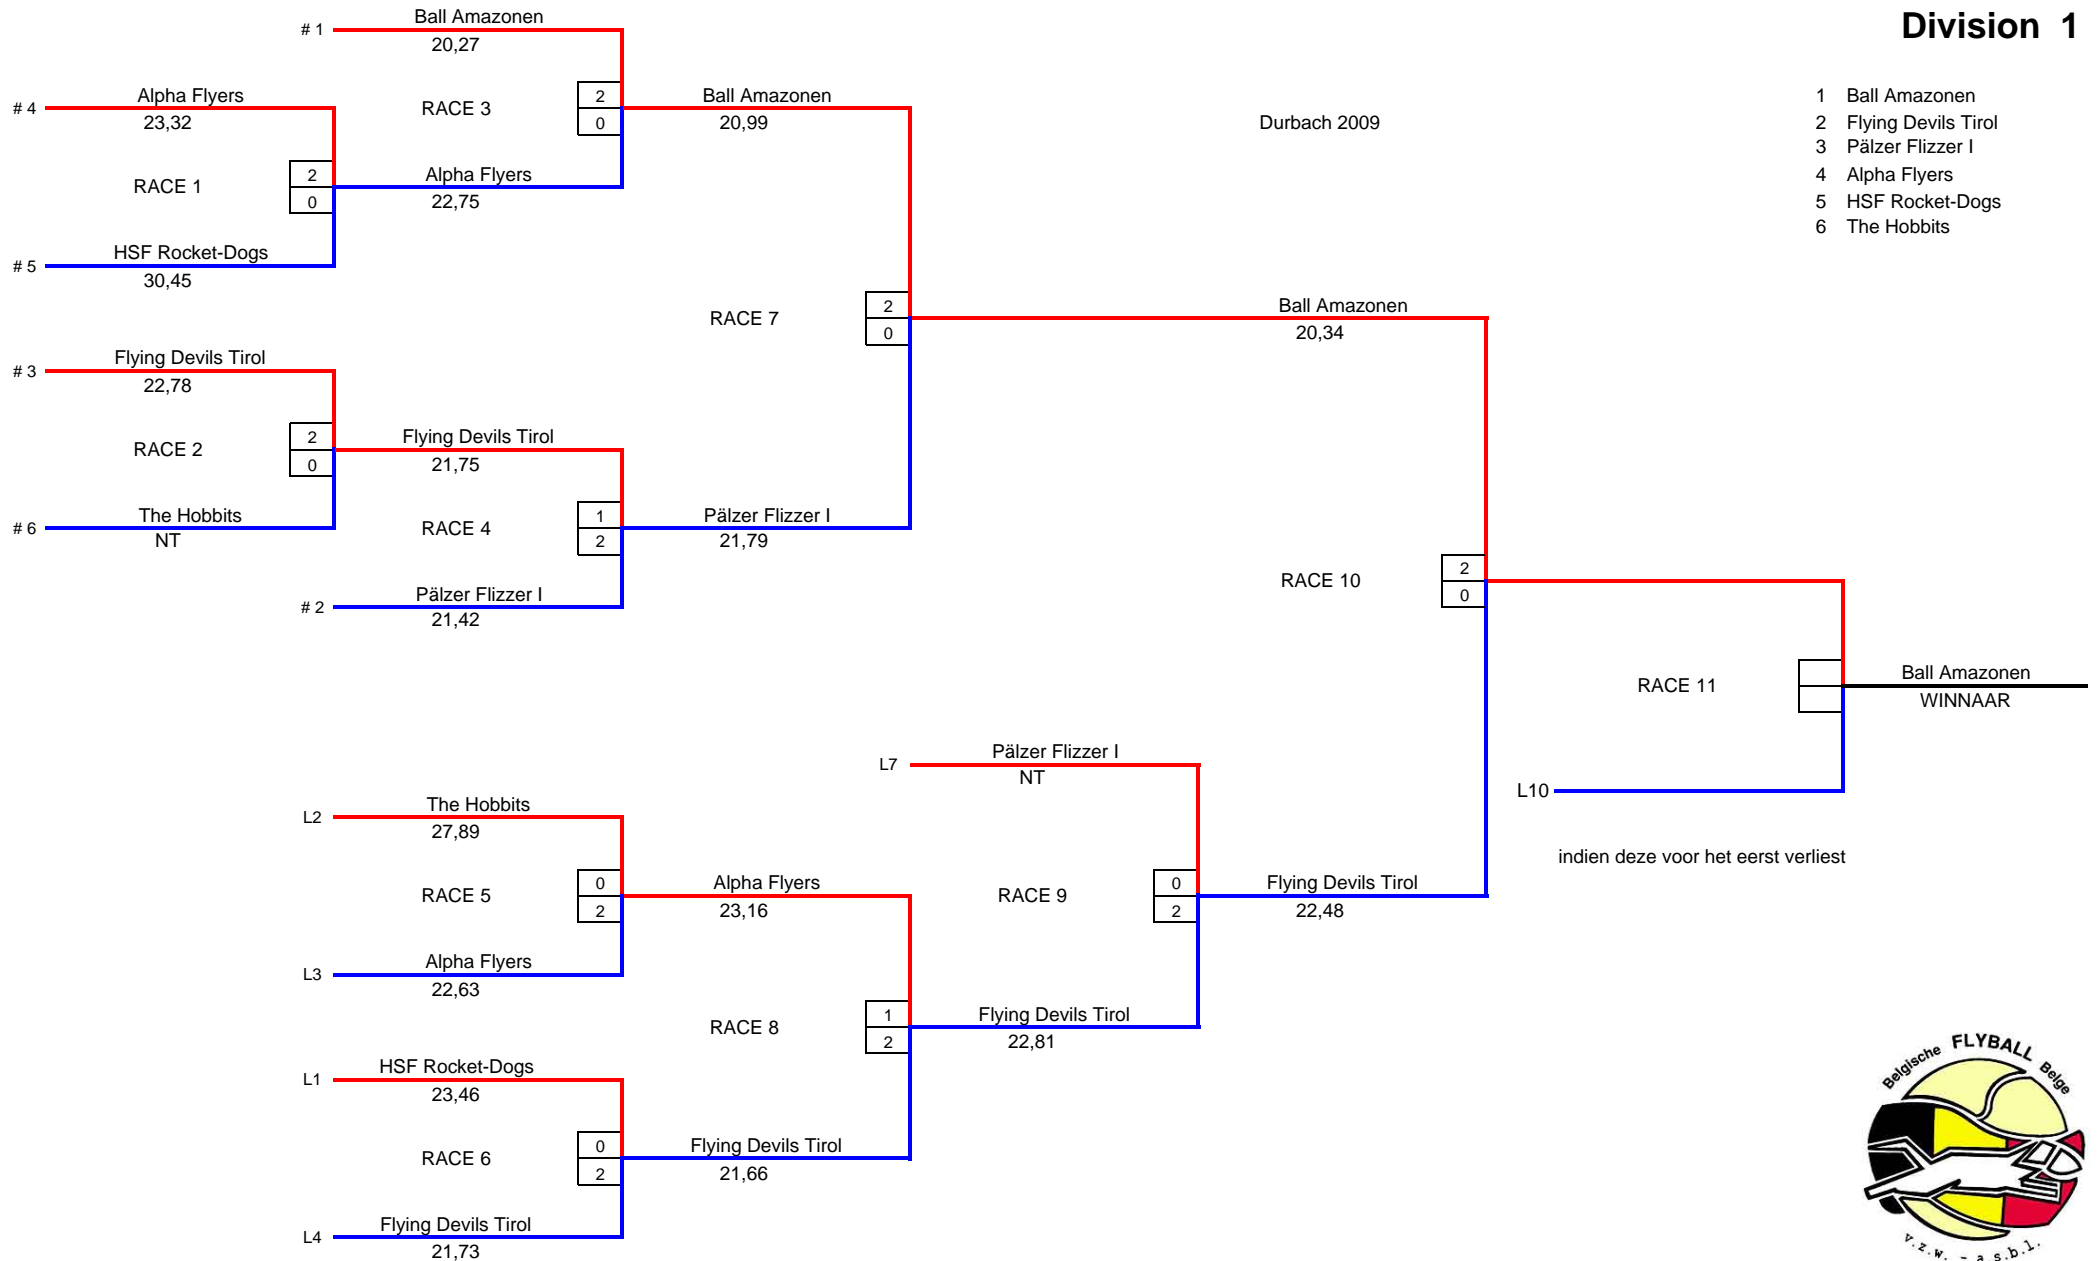 Division 1
Durbach 2009
1 Ball Amazonen
2 Flying Devils Tirol
3 Pälzer Flizzer I
4 Alpha Flyers
5 HSF Rocket-Dogs
6 The Hobbits
# 1
Ball Amazonen
20,27
# 4
Alpha Flyers
23,32
RACE 3
2
0
Ball Amazonen
20,99
RACE 1
2
0
Alpha Flyers
22,75
# 5
HSF Rocket-Dogs
30,45
RACE 7
2
0
Ball Amazonen
20,34
# 3
Flying Devils Tirol
22,78
RACE 2
2
0
Flying Devils Tirol
21,75
# 6
The Hobbits
NT
RACE 4
1
2
Pälzer Flizzer I
21,79
# 2
Pälzer Flizzer I
21,42
RACE 10
2
0
RACE 11
Ball Amazonen
WINNAAR
L7
Pälzer Flizzer I
NT
L10
indien deze voor het eerst verliest
L2
The Hobbits
27,89
RACE 5
0
2
Alpha Flyers
23,16
RACE 9
0
2
Flying Devils Tirol
22,48
L3
Alpha Flyers
22,63
RACE 8
1
2
Flying Devils Tirol
22,81
L1
HSF Rocket-Dogs
23,46
RACE 6
0
2
Flying Devils Tirol
21,66
L4
Flying Devils Tirol
21,73
Belgische FLYBALL Belge
v.z.w. - a.s.b.l.